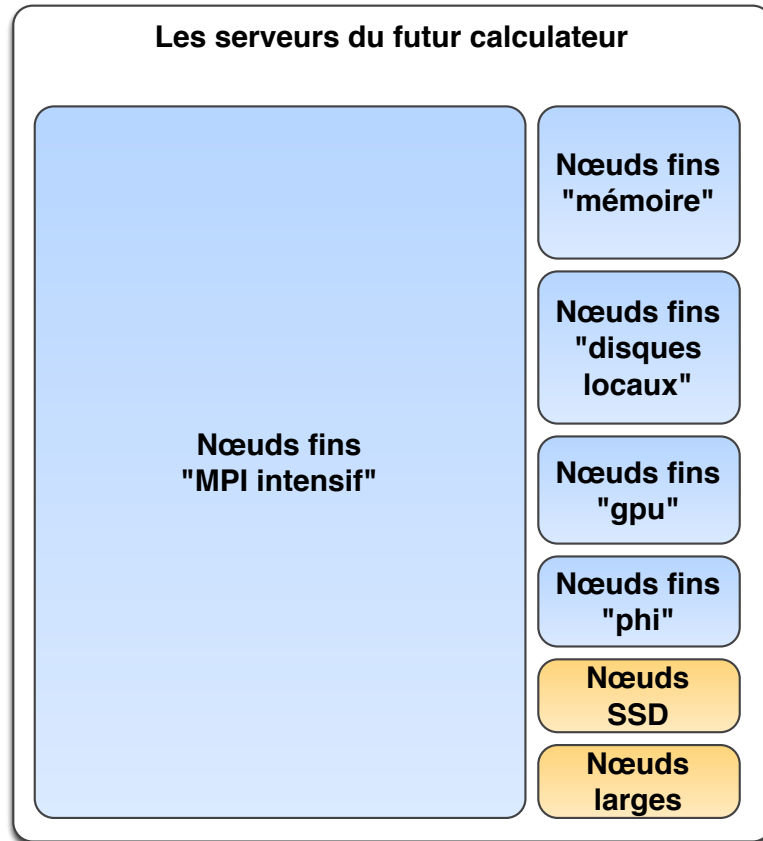 Les serveurs du futur calculateur
Nœuds fins
"MPI intensif"
Nœuds fins
"mémoire"
Nœuds fins
"disques
locaux"
Nœuds fins
"gpu"
Nœuds fins
"phi"
Nœuds
SSD
Nœuds
larges